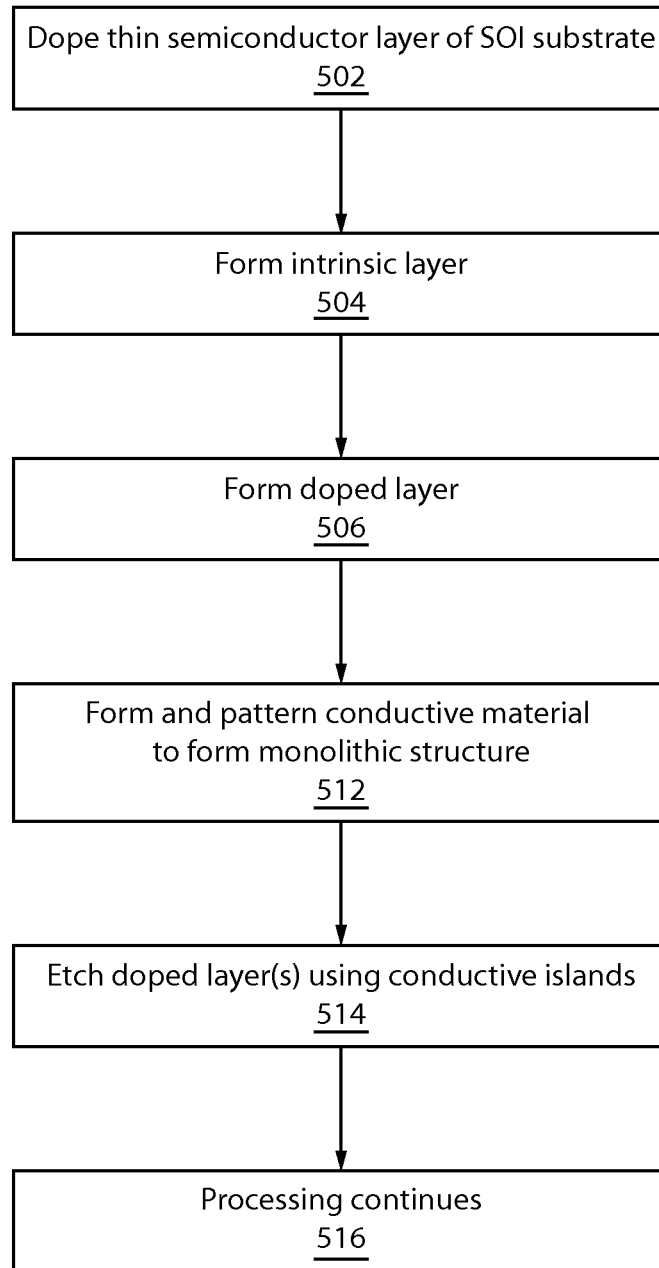 Dope thin semiconductor layer of SOI substrate
502
Form intrinsic layer
504
Form doped layer
506
Form and pattern conductive material
to form monolithic structure
512
Etch doped layer(s) using conductive islands
514
Processing continues
516